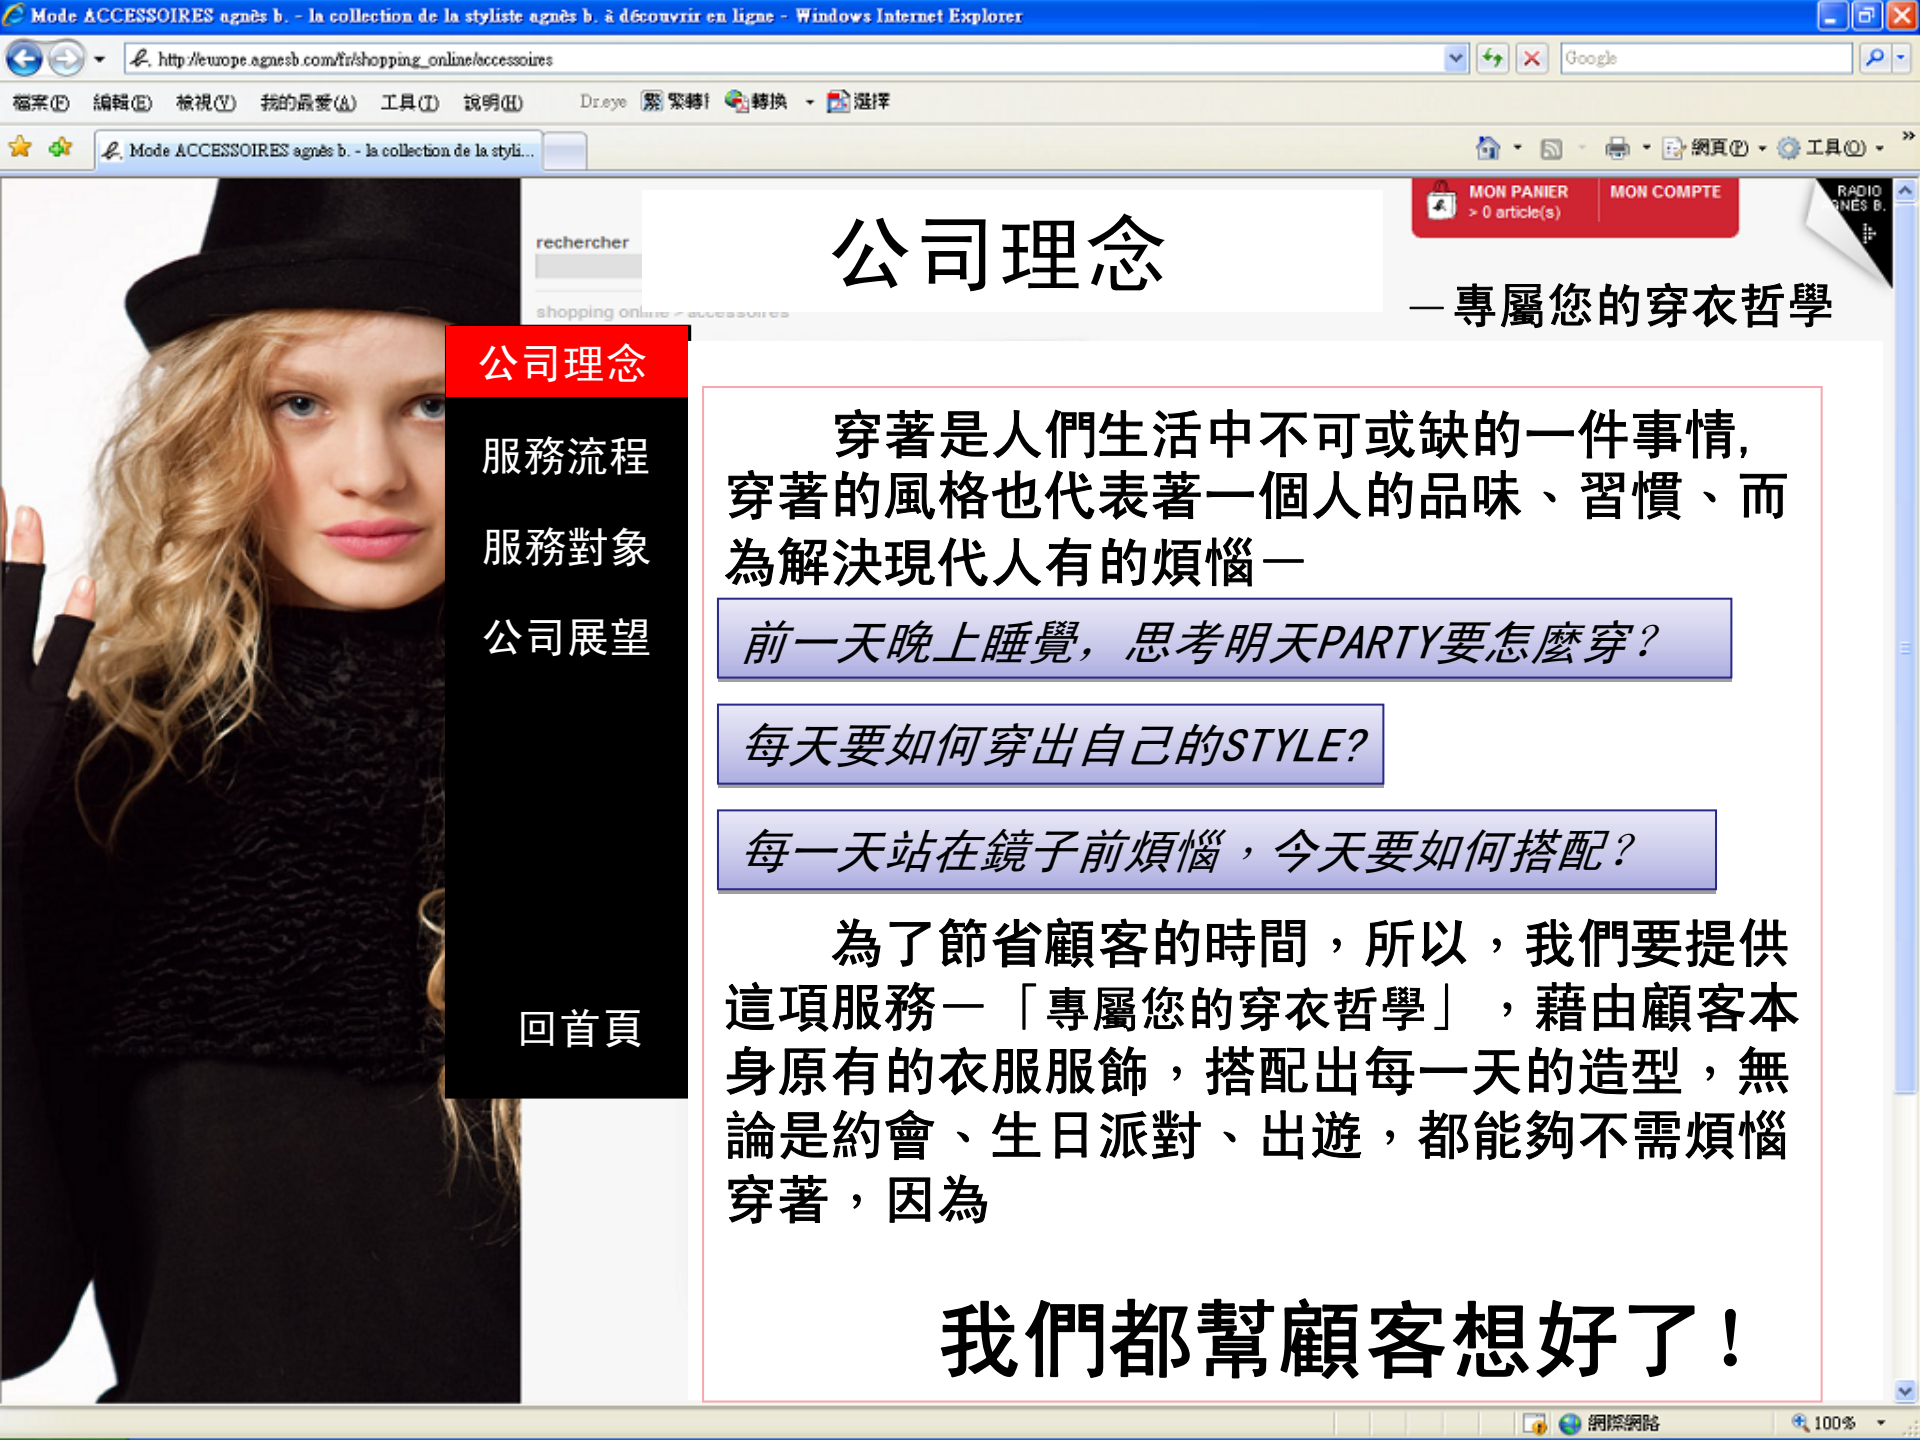 Mode ACCESSOIRES agnès b. - la collection de la styliste agnès b. à découvrir en ligne - Windows Internet Explorer
http://europe.agnesb.com/fr/shopping_online/accessoires
Google
檔案(F) 編輯(E) 檢視(V) 我的最愛(A) 工具(T) 說明(H) Dr.eye 繁 繁轉 轉換 選擇
Mode ACCESSOIRES agnès b. - la collection de la styli...
網頁(P) 工具(O)
MON PANIER
> 0 article(s)
MON COMPTE
RADIO
AGNÈS B.
rechercher
公司理念
shopping online > accessoires
—專屬您的穿衣哲學
公司理念
服務流程
服務對象
公司展望
回首頁
穿著是人們生活中不可或缺的一件事情,
穿著的風格也代表著一個人的品味、習慣、而
為解決現代人有的煩惱—
前一天晚上睡覺，思考明天PARTY要怎麼穿?
每天要如何穿出自己的STYLE?
每一天站在鏡子前煩惱，今天要如何搭配?
為了節省顧客的時間，所以，我們要提供
這項服務—「專屬您的穿衣哲學」，藉由顧客本
身原有的衣服服飾，搭配出每一天的造型，無
論是約會、生日派對、出遊，都能夠不需煩惱
穿著，因為
我們都幫顧客想好了!
網際網路
100%